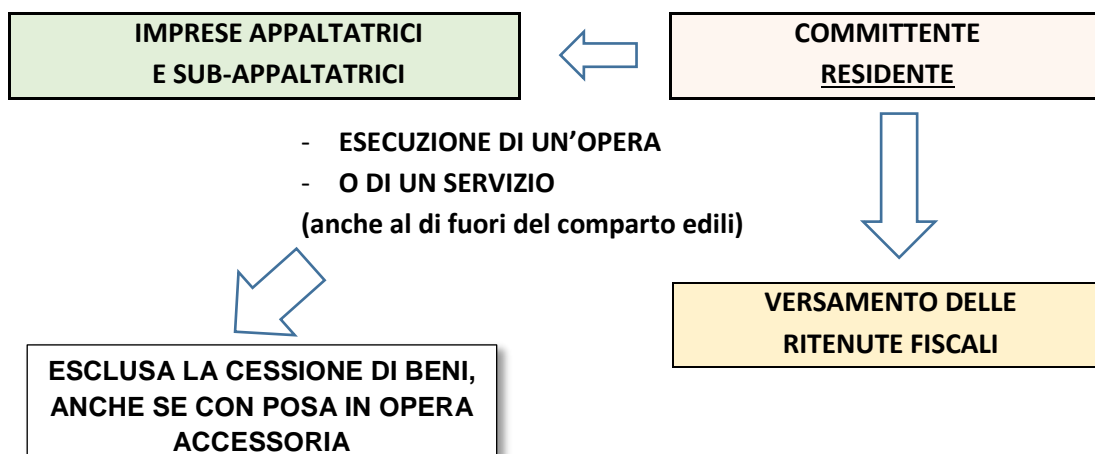 IMPRESE APPALTATRICI
E SUB-APPALTATRICI
COMMITTENTE
RESIDENTE
- ESECUZIONE DI UN'OPERA
- O DI UN SERVIZIO
(anche al di fuori del comparto edili)
VERSAMENTO DELLE
RITENUTE FISCALI
ESCLUSA LA CESSIONE DI BENI,
ANCHE SE CON POSA IN OPERA
ACCESSORIA